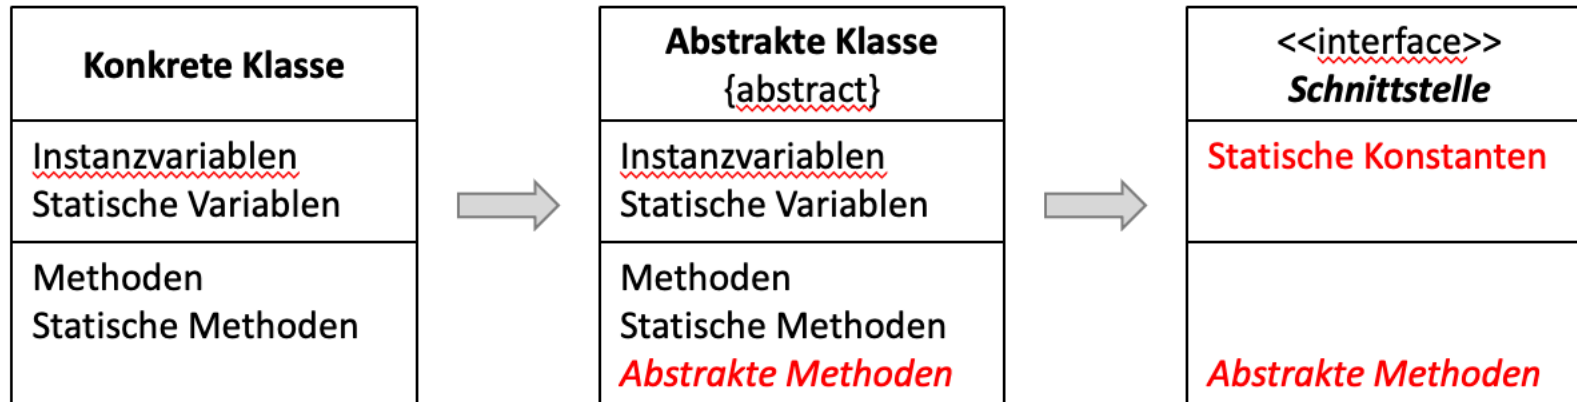 Konkrete Klasse
Instanzvariablen
Statische Variablen
Methoden
Statische Methoden
Abstrakte Klasse
{abstract}
Instanzvariablen
Statische Variablen
Methoden
Statische Methoden
Abstrakte Methoden
<<interface>>
Schnittstelle
Statische Konstanten
Abstrakte Methoden